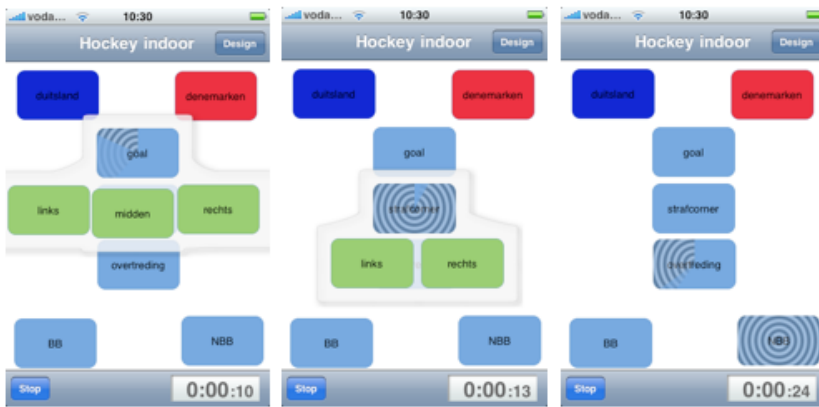 voda... 10:30
Hockey indoor Design
duitsland denemarken
goal
links midden rechts
overtreding
BB NBB
Stop 0:00:10
voda... 10:30
Hockey indoor Design
duitsland denemarken
goal
strafcorner
links rechts
BB NBB
Stop 0:00:13
voda... 10:30
Hockey indoor Design
duitsland denemarken
goal
strafcorner
overtreding
BB NBB
Stop 0:00:24